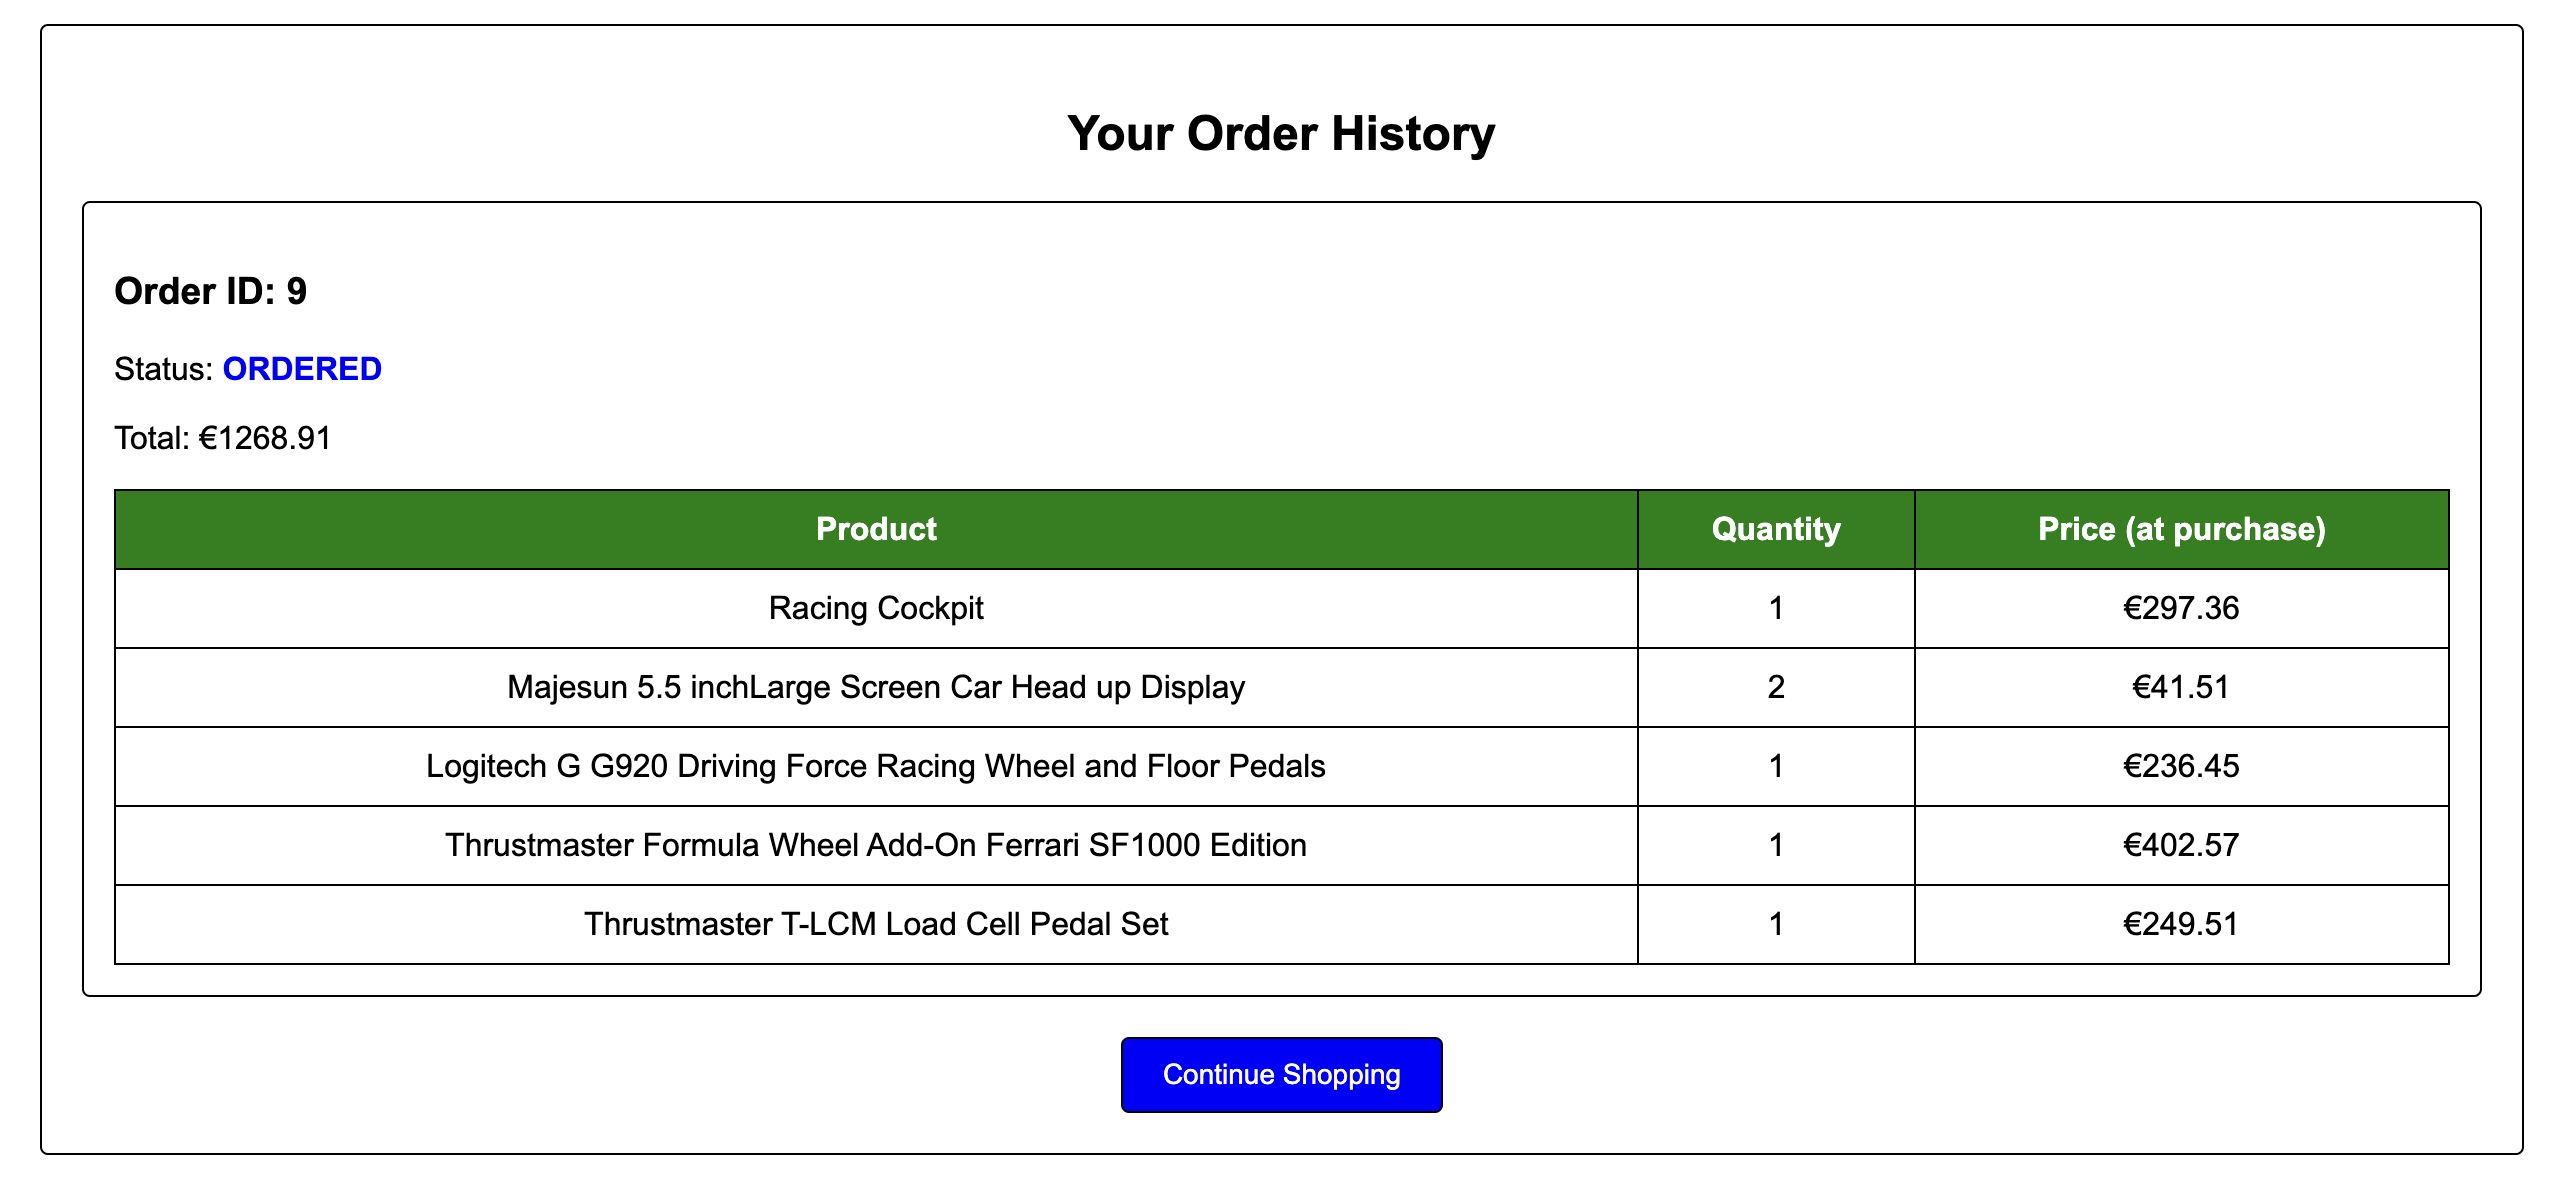 Your Order History
Order ID: 9
Status: ORDERED
Total: €1268.91
Product Quantity Price (at purchase)
Racing Cockpit 1 €297.36
Majesun 5.5 inchLarge Screen Car Head up Display 2 €41.51
Logitech G G920 Driving Force Racing Wheel and Floor Pedals 1 €236.45
Thrustmaster Formula Wheel Add-On Ferrari SF1000 Edition 1 €402.57
Thrustmaster T-LCM Load Cell Pedal Set 1 €249.51
Continue Shopping